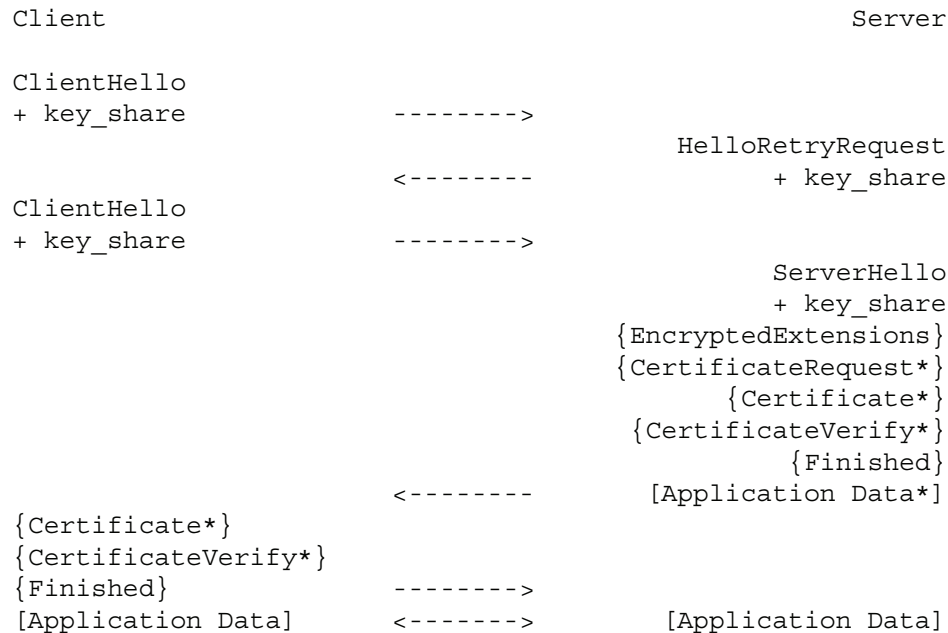 Client                                               Server

ClientHello
+ key_share             -------->
                                         HelloRetryRequest
                        <--------               + key_share
ClientHello
+ key_share             -------->
                                               ServerHello
                                               + key_share
                                     {EncryptedExtensions}
                                     {CertificateRequest*}
                                            {Certificate*}
                                      {CertificateVerify*}
                                                {Finished}
                        <--------       [Application Data*]
{Certificate*}
{CertificateVerify*}
{Finished}              -------->
[Application Data]      <------->        [Application Data]